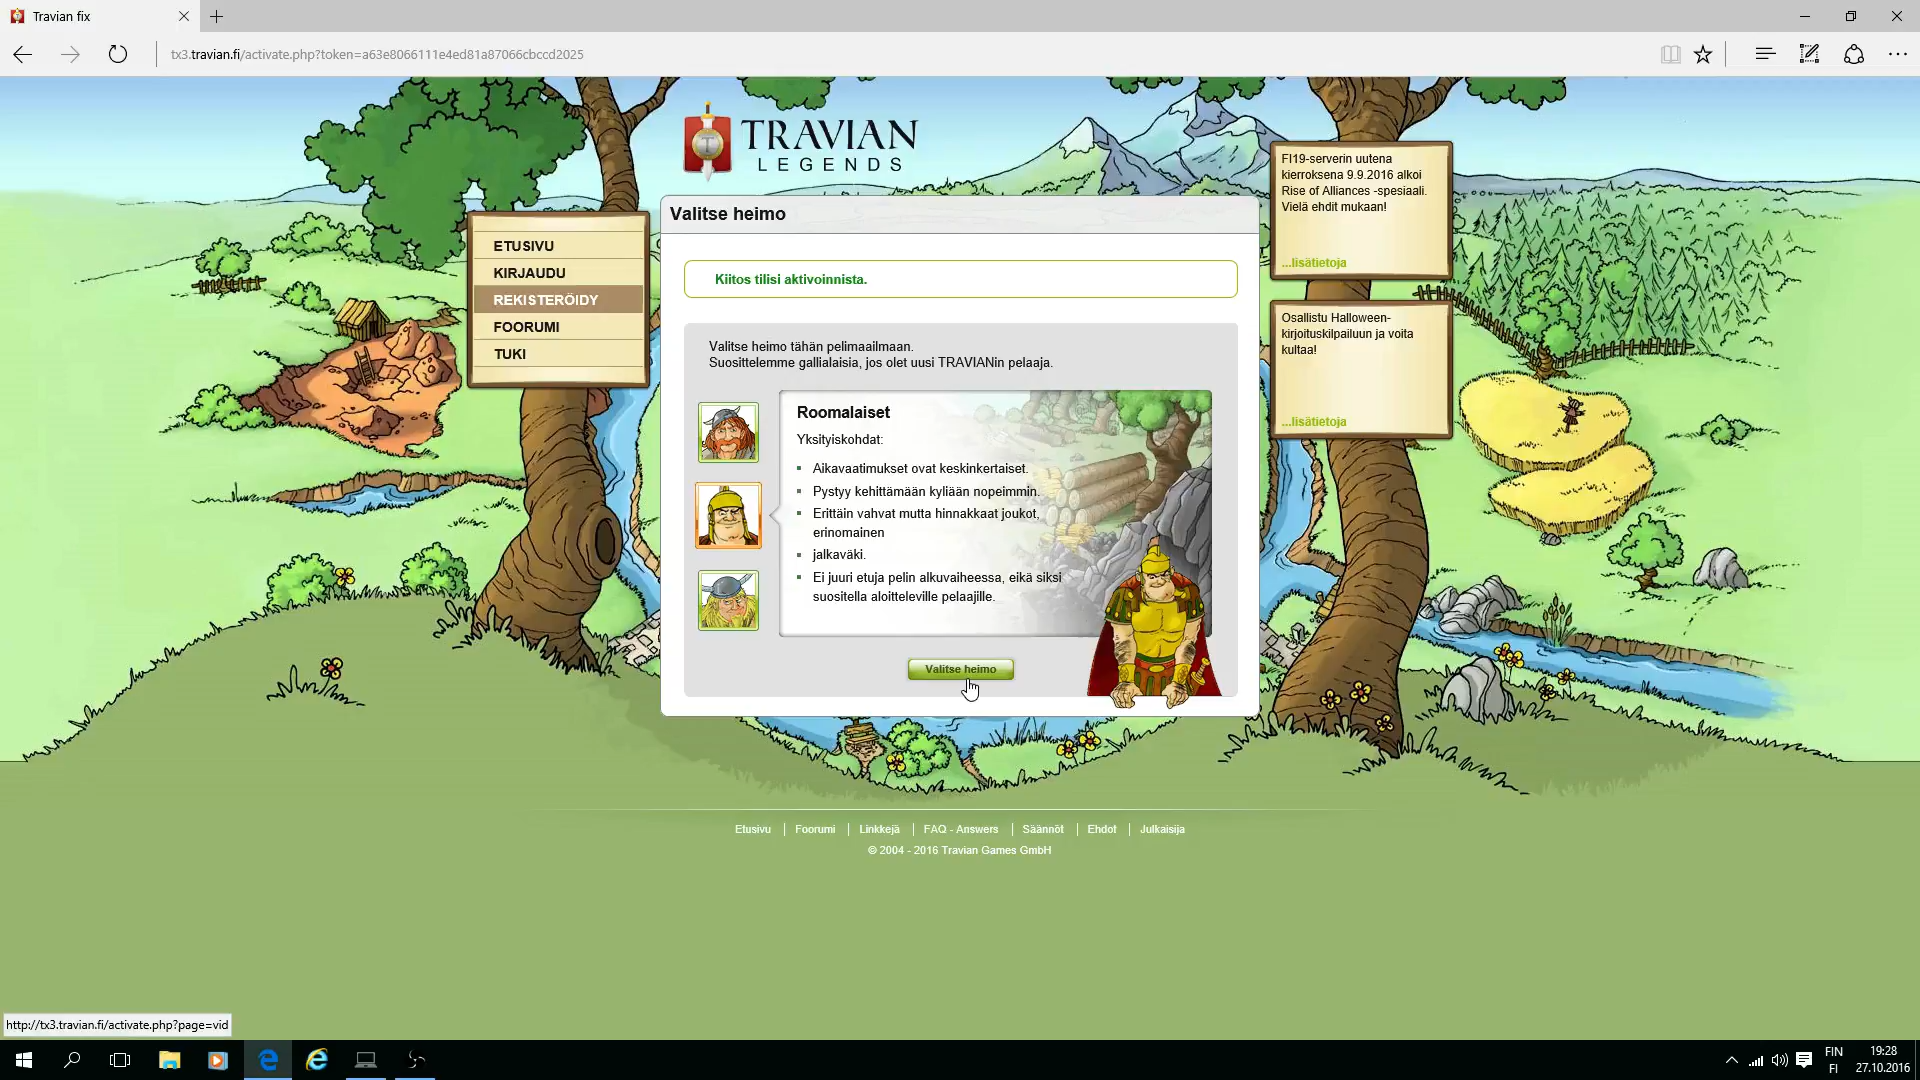 Travian fix
tx3.travian.fi/activate.php?token=a63e8066111e4ed81a87066cbccd2025
TRAVIAN
LEGENDS
ETUSIVU
KIRJAUDU
REKISTERÖIDY
FOORUMI
TUKI
Valitse heimo
Kiitos tilisi aktivoinnista.
Valitse heimo tähän pelimaailmaan.
Suosittelemme gallialaisia, jos olet uusi TRAVIANin pelaaja.
Roomalaiset
Yksityiskohdat:
Aikavaatimukset ovat keskinkertaiset.
Pystyy kehittämään kyliään nopeimmin.
Erittäin vahvat mutta hinnakkaat joukot,
erinomainen
jalkaväki.
Ei juuri etuja pelin alkuvaiheessa, eikä siksi
suositella aloitteleville pelaajille.
Valitse heimo
FI19-serverin uutena
kierroksena 9.9.2016 alkoi
Rise of Alliances -spesiaali.
Vielä ehdit mukaan!
...lisätietoja
Osallistu Halloween-
kirjoituskilpailuun ja voita
kultaa!
...lisätietoja
Etusivu | Foorumi | Linkkejä | FAQ - Answers | Säännöt | Ehdot | Julkaisija
© 2004 - 2016 Travian Games GmbH
http://tx3.travian.fi/activate.php?page=vid
FIN
FI
19:28
27.10.2016